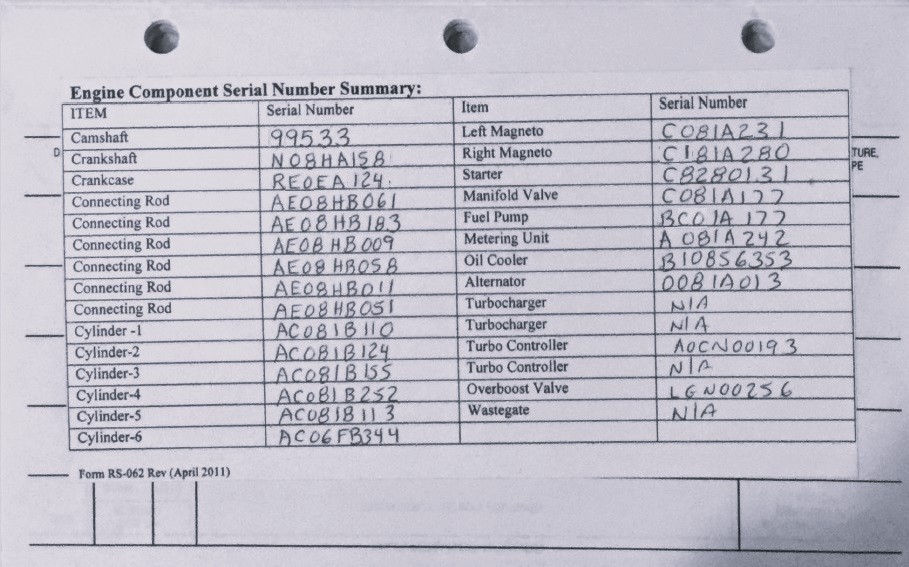 Engine Component Serial Number Summary:
ITEM Serial Number Item Serial Number
Camshaft 99533 Left Magneto C081A231
Crankshaft N08HA158 Right Magneto C181A280
Crankcase REOEA124. Starter CB280131
Connecting Rod AE08HB061 Manifold Valve C081A177
Connecting Rod AE08HB183 Fuel Pump BC01A177
Connecting Rod AE08HB009 Metering Unit A081A242
Connecting Rod AE08HB058 Oil Cooler B10856353
Connecting Rod AE08HB011 Alternator 0081A013
Connecting Rod AE08HB051 Turbocharger N/A
Cylinder -1 AC081B110 Turbocharger N/A
Cylinder-2 AC081B124 Turbo Controller A0CN00193
Cylinder-3 AC081B155 Turbo Controller N/A
Cylinder-4 AC081B252 Overboost Valve LGN00256
Cylinder-5 AC081B113 Wastegate N/A
Cylinder-6 AC06FB344
Form RS-062 Rev (April 2011)
D
TURE,
PE